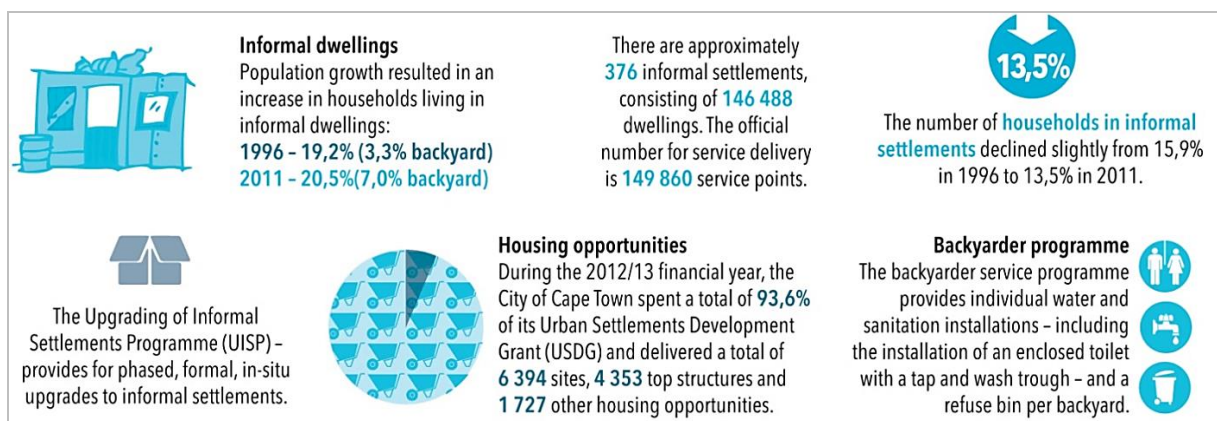 Informal dwellings
Population growth resulted in an
increase in households living in
informal dwellings:
1996 – 19,2% (3,3% backyard)
2011 – 20,5%(7,0% backyard)
There are approximately
376 informal settlements,
consisting of 146 488
dwellings. The official
number for service delivery
is 149 860 service points.
13,5%
The number of households in informal
settlements declined slightly from 15,9%
in 1996 to 13,5% in 2011.
The Upgrading of Informal
Settlements Programme (UISP) –
provides for phased, formal, in-situ
upgrades to informal settlements.
Housing opportunities
During the 2012/13 financial year, the
City of Cape Town spent a total of 93,6%
of its Urban Settlements Development
Grant (USDG) and delivered a total of
6 394 sites, 4 353 top structures and
1 727 other housing opportunities.
Backyarder programme
The backyarder service programme
provides individual water and
sanitation installations – including
the installation of an enclosed toilet
with a tap and wash trough – and a
refuse bin per backyard.